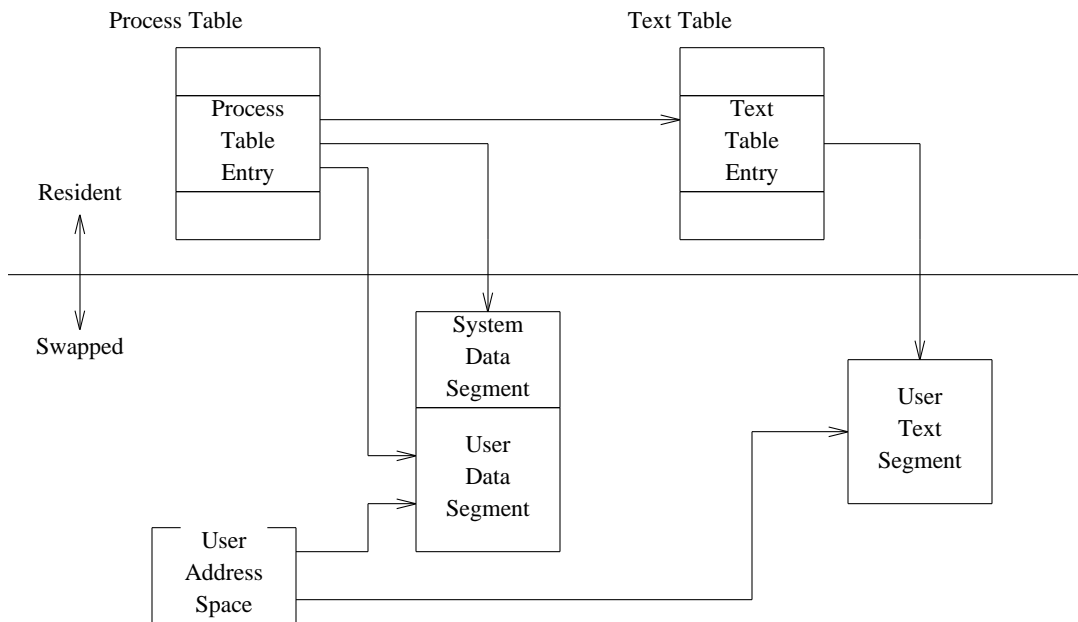 Process Table
Text Table
Process
Table
Entry
Text
Table
Entry
Resident
Swapped
System
Data
Segment
User
Data
Segment
User
Text
Segment
User
Address
Space